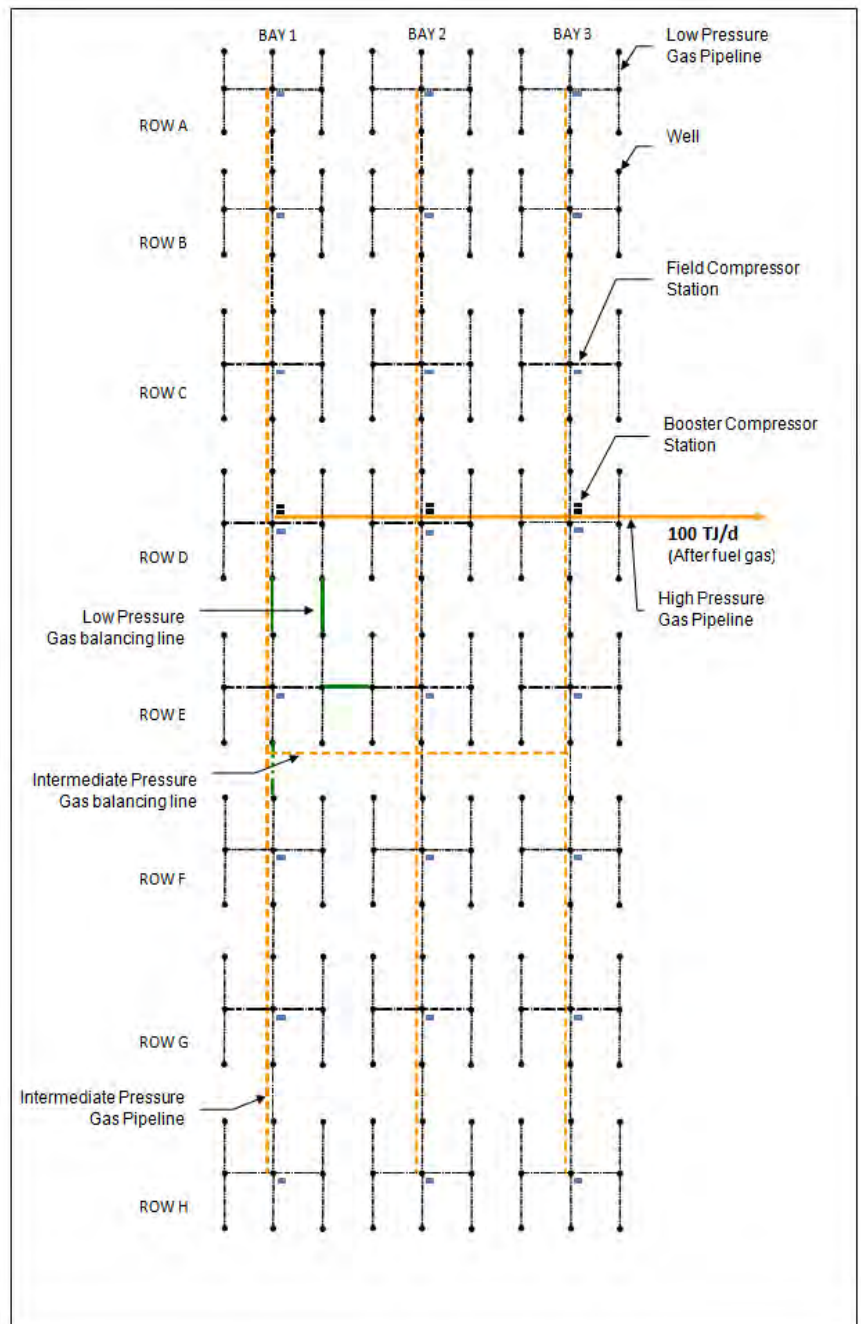 BAY 1
BAY 2
BAY 3
Low Pressure
Gas Pipeline
ROW A
Well
ROW B
Field Compressor
Station
ROW C
Booster Compressor
Station
100 TJ/d
(After fuel gas)
ROW D
High Pressure
Gas Pipeline
Low Pressure
Gas balancing line
ROW E
Intermediate Pressure
Gas balancing line
ROW F
ROW G
Intermediate Pressure
Gas Pipeline
ROW H